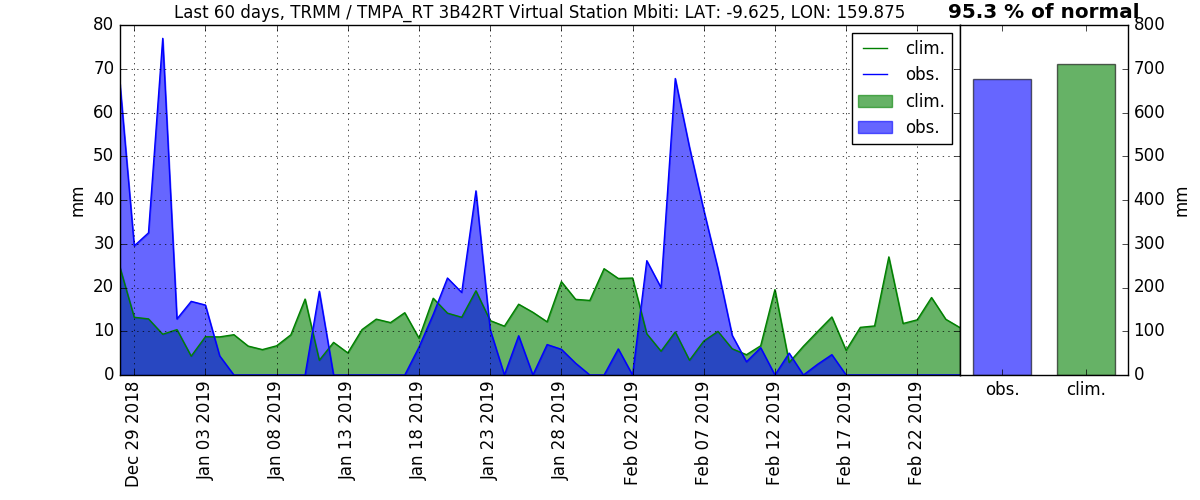 Last 60 days, TRMM / TMPA_RT 3B42RT Virtual Station Mbiti: LAT: -9.625, LON: 159.875
95.3 % of normal
80
70
60
50
40
30
20
10
0
mm
clim.
obs.
clim.
obs.
Dec 29 2018
Jan 03 2019
Jan 08 2019
Jan 13 2019
Jan 18 2019
Jan 23 2019
Jan 28 2019
Feb 02 2019
Feb 07 2019
Feb 12 2019
Feb 17 2019
Feb 22 2019
800
700
600
500
400
300
200
100
0
mm
obs.
clim.